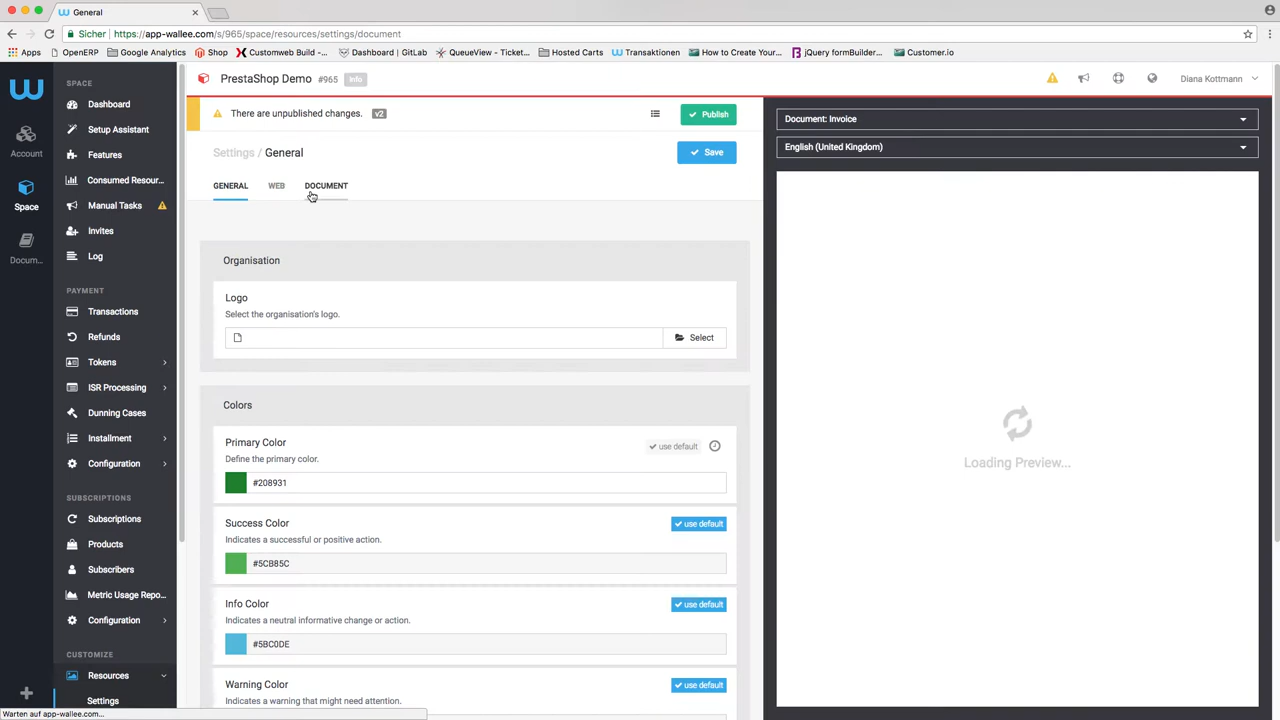 General
Sicher
https://app-wallee.com/s/965/space/resources/settings/document
Apps
OpenERP
Google Analytics
Shop
Customweb Build -...
Dashboard | GitLab
QueueView - Ticket...
Hosted Carts
Transaktionen
How to Create Your...
jQuery formBuilder...
Customer.io
Account
Space
Docum...
SPACE
Dashboard
Setup Assistant
Features
Consumed Resour...
Manual Tasks
Invites
Log
PAYMENT
Transactions
Refunds
Tokens
ISR Processing
Dunning Cases
Installment
Configuration
SUBSCRIPTIONS
Subscriptions
Products
Subscribers
Metric Usage Repo...
Configuration
CUSTOMIZE
Resources
Settings
Warten auf app-wallee.com...
PrestaShop Demo #965 info
Diana Kottmann
There are unpublished changes. v2
Publish
Settings / General
Save
GENERAL
WEB
DOCUMENT
Organisation
Logo
Select the organisation's logo.
Select
Colors
Primary Color
use default
Define the primary color.
#208931
Success Color
use default
Indicates a successful or positive action.
#5CB85C
Info Color
use default
Indicates a neutral informative change or action.
#5BC0DE
Warning Color
use default
Indicates a warning that might need attention.
Document: Invoice
English (United Kingdom)
Loading Preview...